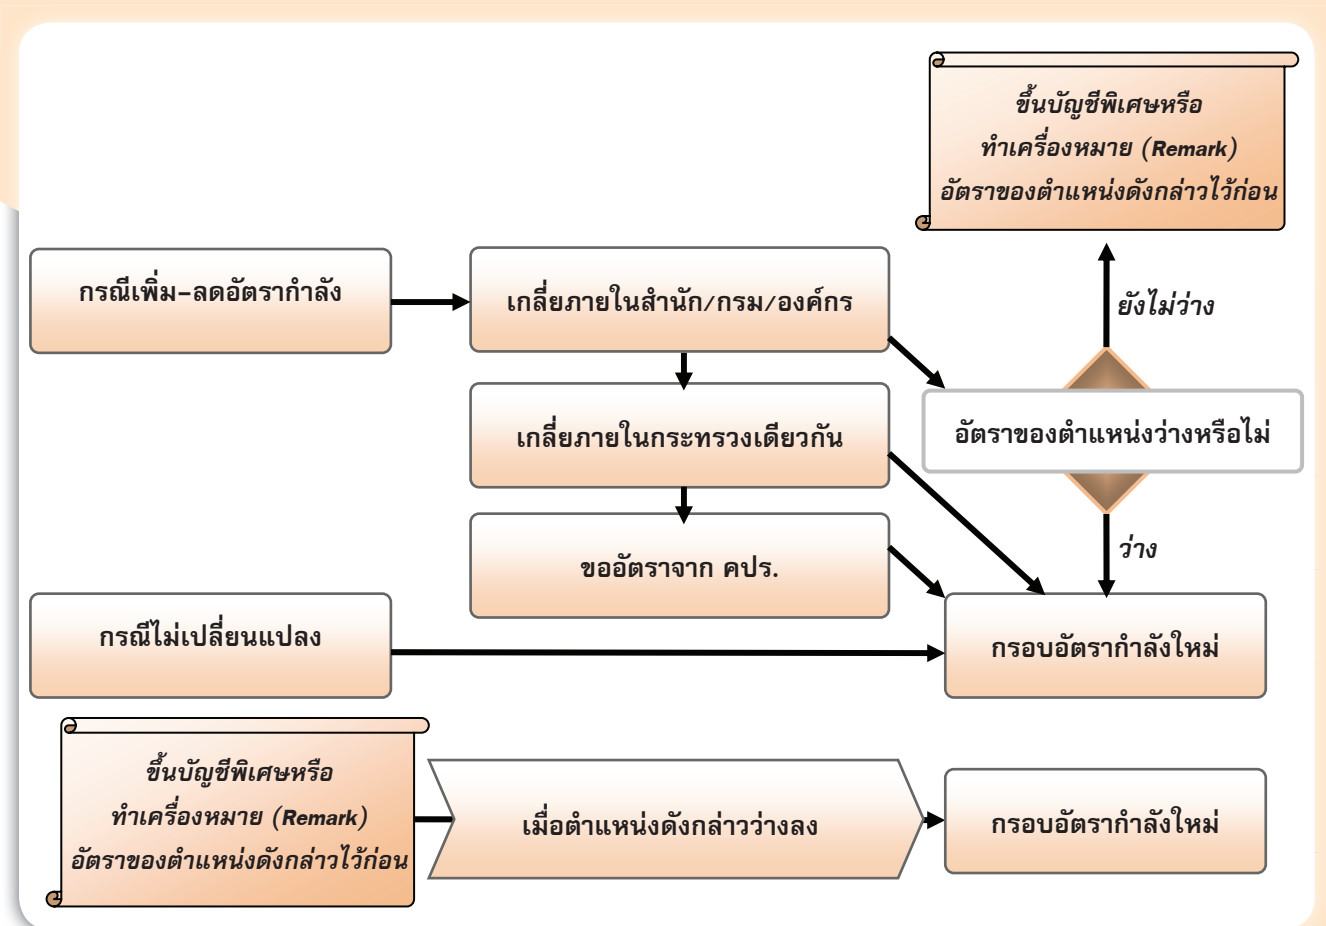 ขึ้นบัญชีพิเศษหรือ
ทำเครื่องหมาย (Remark)
อัตราของตำแหน่งดังกล่าวไว้ก่อน
กรณีเพิ่ม-ลดอัตรากำลัง
เกลี่ยภายในสำนัก/กรม/องค์กร
ยังไม่ว่าง
เกลี่ยภายในกระทรวงเดียวกัน
อัตราของตำแหน่งว่างหรือไม่
ขออัตราจาก คปร.
ว่าง
กรณีไม่เปลี่ยนแปลง
กรอบอัตรากำลังใหม่
ขึ้นบัญชีพิเศษหรือ
ทำเครื่องหมาย (Remark)
อัตราของตำแหน่งดังกล่าวไว้ก่อน
เมื่อตำแหน่งดังกล่าวว่างลง
กรอบอัตรากำลังใหม่